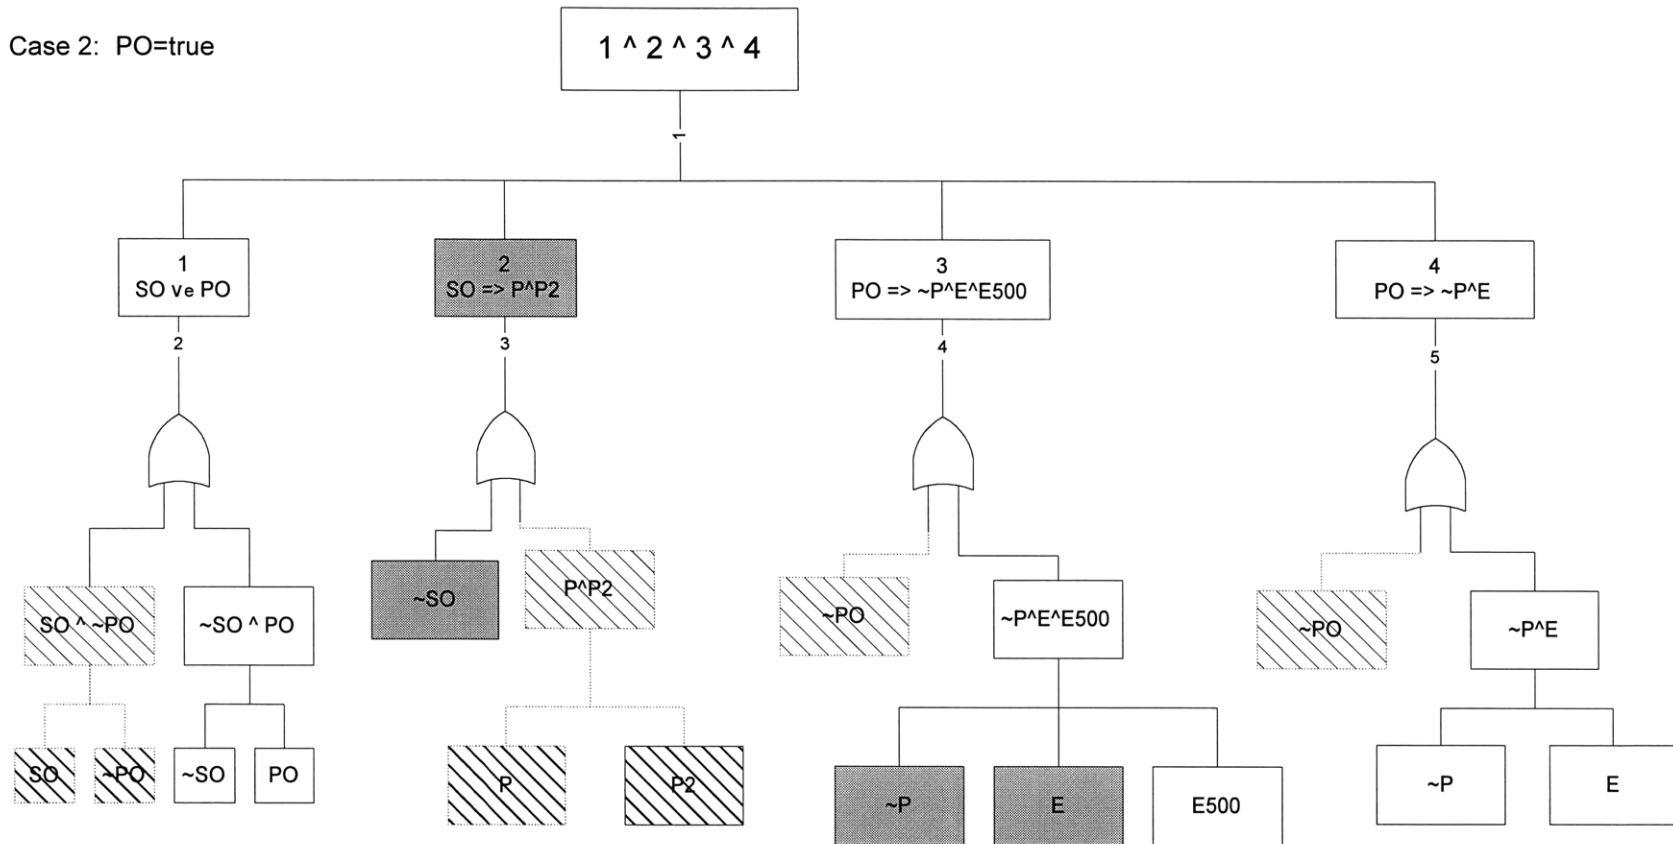 Case 2: PO=true
1 ^ 2 ^ 3 ^ 4
1
1
SO ve PO
2
SO => P^P2
3
PO => ~P^E^E500
4
PO => ~P^E
2
3
4
5
SO ^ ~PO
~SO ^ PO
~SO
P^P2
~PO
~P^E^E500
~PO
~P^E
SO
~PO
~SO
PO
P
P2
~P
E
E500
~P
E